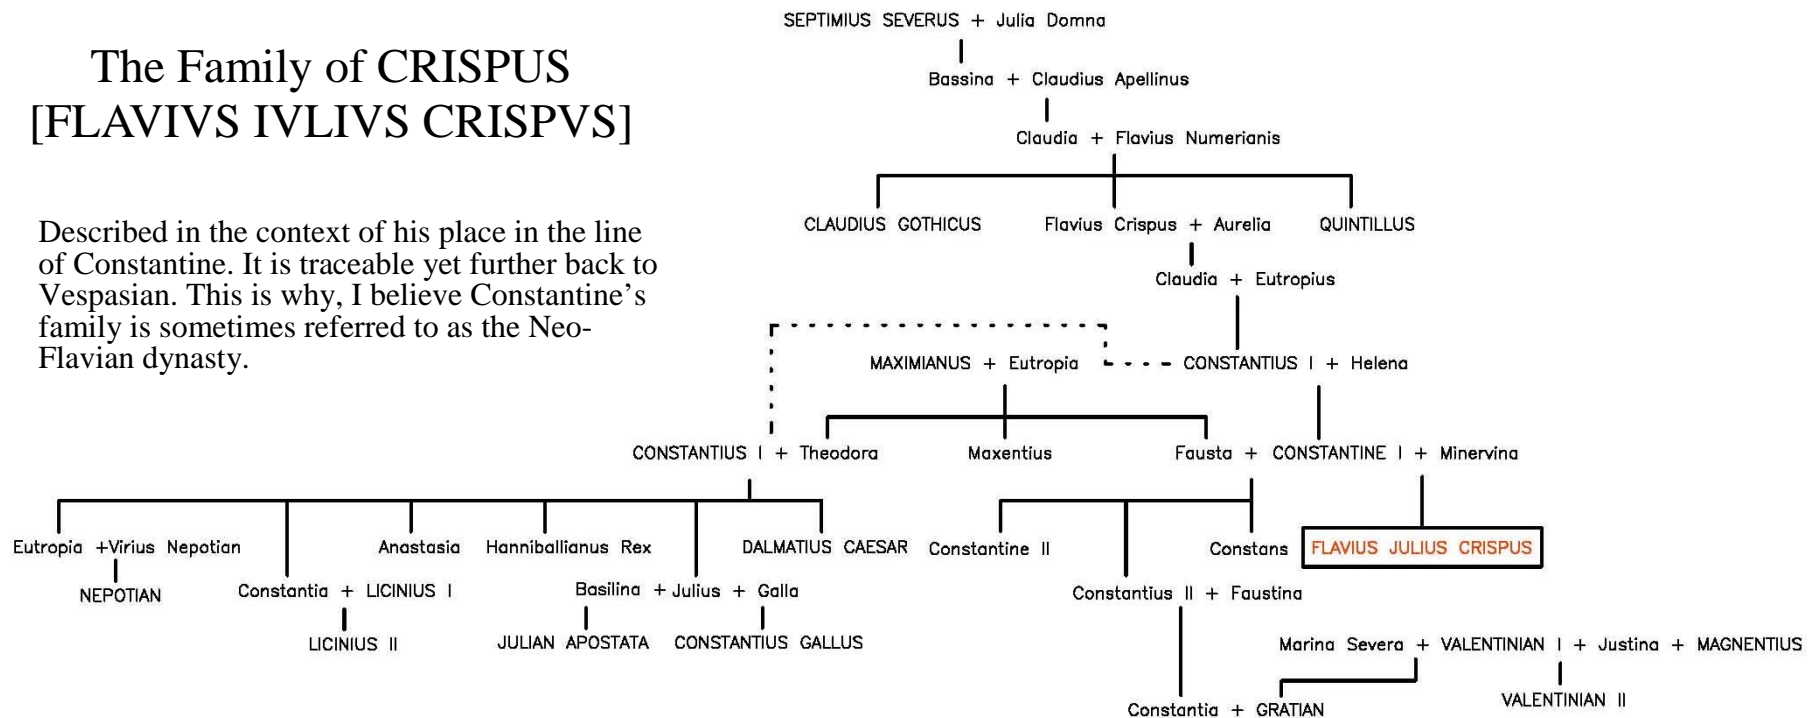 The Family of CRISPUS
[FLAVIVS IVLIVS CRISPVS]
Described in the context of his place in the line
of Constantine. It is traceable yet further back to
Vespasian. This is why, I believe Constantine’s
family is sometimes referred to as the Neo-
Flavian dynasty.
SEPTIMIUS SEVERUS + Julia Domna
Bassina + Claudius Apellinus
Claudia + Flavius Numerianis
CLAUDIUS GOTHICUS Flavius Crispus + Aurelia QUINTILLUS
Claudia + Eutropius
MAXIMIANUS + Eutropia CONSTANTIUS I + Helena
CONSTANTIUS I + Theodora Maxentius Fausta + CONSTANTINE I + Minervina
Eutropia +Virius Nepotian Anastasia Hanniballianus Rex DALMATIUS CAESAR Constantine II Constans FLAVIUS JULIUS CRISPUS
NEPOTIAN Constantia + LICINIUS I Basilina + Julius + Galla Constantius II + Faustina
LICINIUS II JULIAN APOSTATA CONSTANTIUS GALLUS Marina Severa + VALENTINIAN I + Justina + MAGNENTIUS
Constantia + GRATIAN VALENTINIAN II